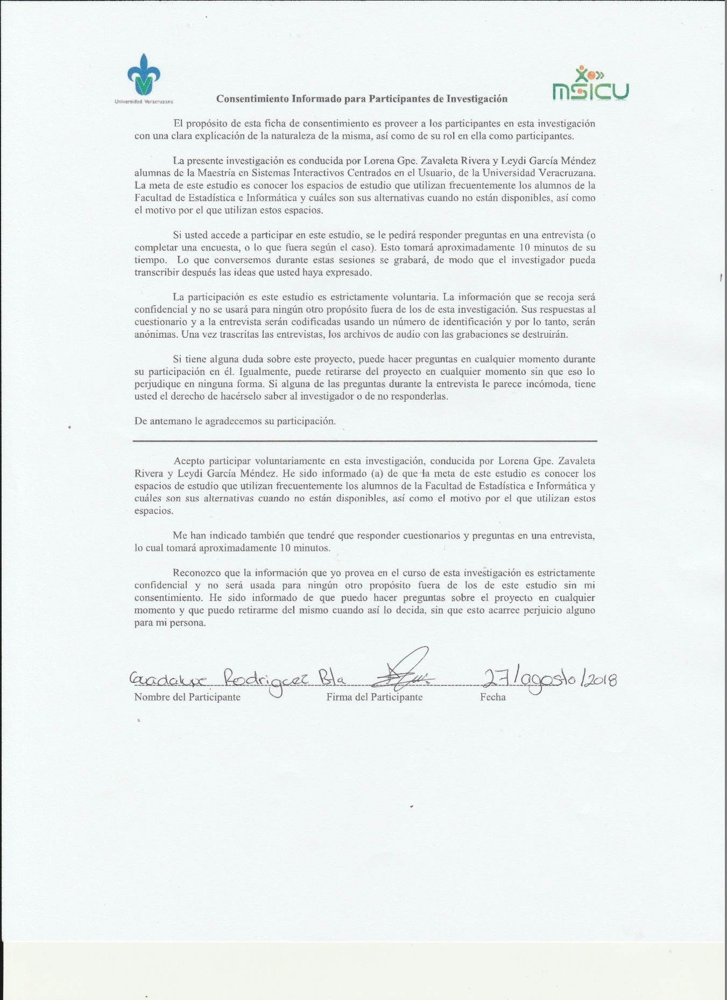 Universidad Veracruzana
MSICU
Consentimiento Informado para Participantes de Investigación
El propósito de esta ficha de consentimiento es proveer a los participantes en esta investigación
con una clara explicación de la naturaleza de la misma, así como de su rol en ella como participantes.
La presente investigación es conducida por Lorena Gpe. Zavaleta Rivera y Leydi García Méndez
alumnas de la Maestría en Sistemas Interactivos Centrados en el Usuario, de la Universidad Veracruzana.
La meta de este estudio es conocer los espacios de estudio que utilizan frecuentemente los alumnos de la
Facultad de Estadística e Informática y cuáles son sus alternativas cuando no están disponibles, así como
el motivo por el que utilizan estos espacios.
Si usted accede a participar en este estudio, se le pedirá responder preguntas en una entrevista (o
completar una encuesta, o lo que fuera según el caso). Esto tomará aproximadamente 10 minutos de su
tiempo. Lo que conversemos durante estas sesiones se grabará, de modo que el investigador pueda
transcribir después las ideas que usted haya expresado.
La participación es este estudio es estrictamente voluntaria. La información que se recoja será
confidencial y no se usará para ningún otro propósito fuera de los de esta investigación. Sus respuestas al
cuestionario y a la entrevista serán codificadas usando un número de identificación y por lo tanto, serán
anónimas. Una vez trascritas las entrevistas, los archivos de audio con las grabaciones se destruirán.
Si tiene alguna duda sobre este proyecto, puede hacer preguntas en cualquier momento durante
su participación en él. Igualmente, puede retirarse del proyecto en cualquier momento sin que eso lo
perjudique en ninguna forma. Si alguna de las preguntas durante la entrevista le parece incómoda, tiene
usted el derecho de hacérselo saber al investigador o de no responderlas.
De antemano le agradecemos su participación.
Acepto participar voluntariamente en esta investigación, conducida por Lorena Gpe. Zavaleta
Rivera y Leydi García Méndez. He sido informado (a) de que la meta de este estudio es conocer los
espacios de estudio que utilizan frecuentemente los alumnos de la Facultad de Estadística e Informática y
cuáles son sus alternativas cuando no están disponibles, así como el motivo por el que utilizan estos
espacios.
Me han indicado también que tendré que responder cuestionarios y preguntas en una entrevista,
lo cual tomará aproximadamente 10 minutos.
Reconozco que la información que yo provea en el curso de esta investigación es estrictamente
confidencial y no será usada para ningún otro propósito fuera de los de este estudio sin mi
consentimiento. He sido informado de que puedo hacer preguntas sobre el proyecto en cualquier
momento y que puedo retirarme del mismo cuando así lo decida, sin que esto acarree perjuicio alguno
para mi persona.
Guadalupe Rodriguez Bla 27/agosto/2018
Nombre del Participante Firma del Participante Fecha